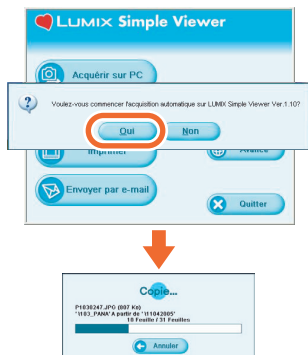 LUMIX Simple Viewer
Acquérir sur PC
Voulez-vous commencer l'acquisition automatique sur LUMIX Simple Viewer Ver.1.10?
Oui
Non
Imprimer
Avancé
Envoyer par e-mail
Quitter
Copie...
P1030247.JPG (807 Ko)
"\\103_PANA" A partir de "\\11042005"
18 Feuille / 31 Feuilles
Annuler